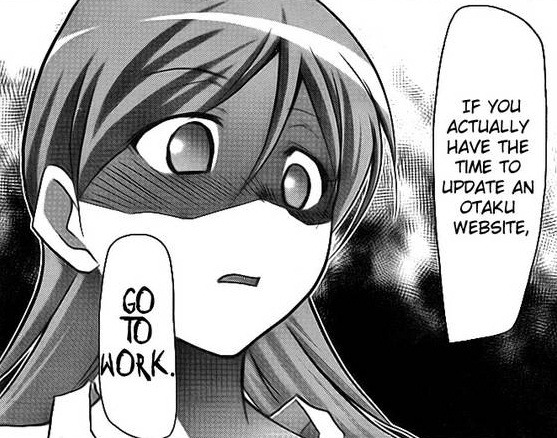 IF YOU
ACTUALLY
HAVE THE
TIME TO
UPDATE AN
OTAKU
WEBSITE,
GO
TO
WORK.